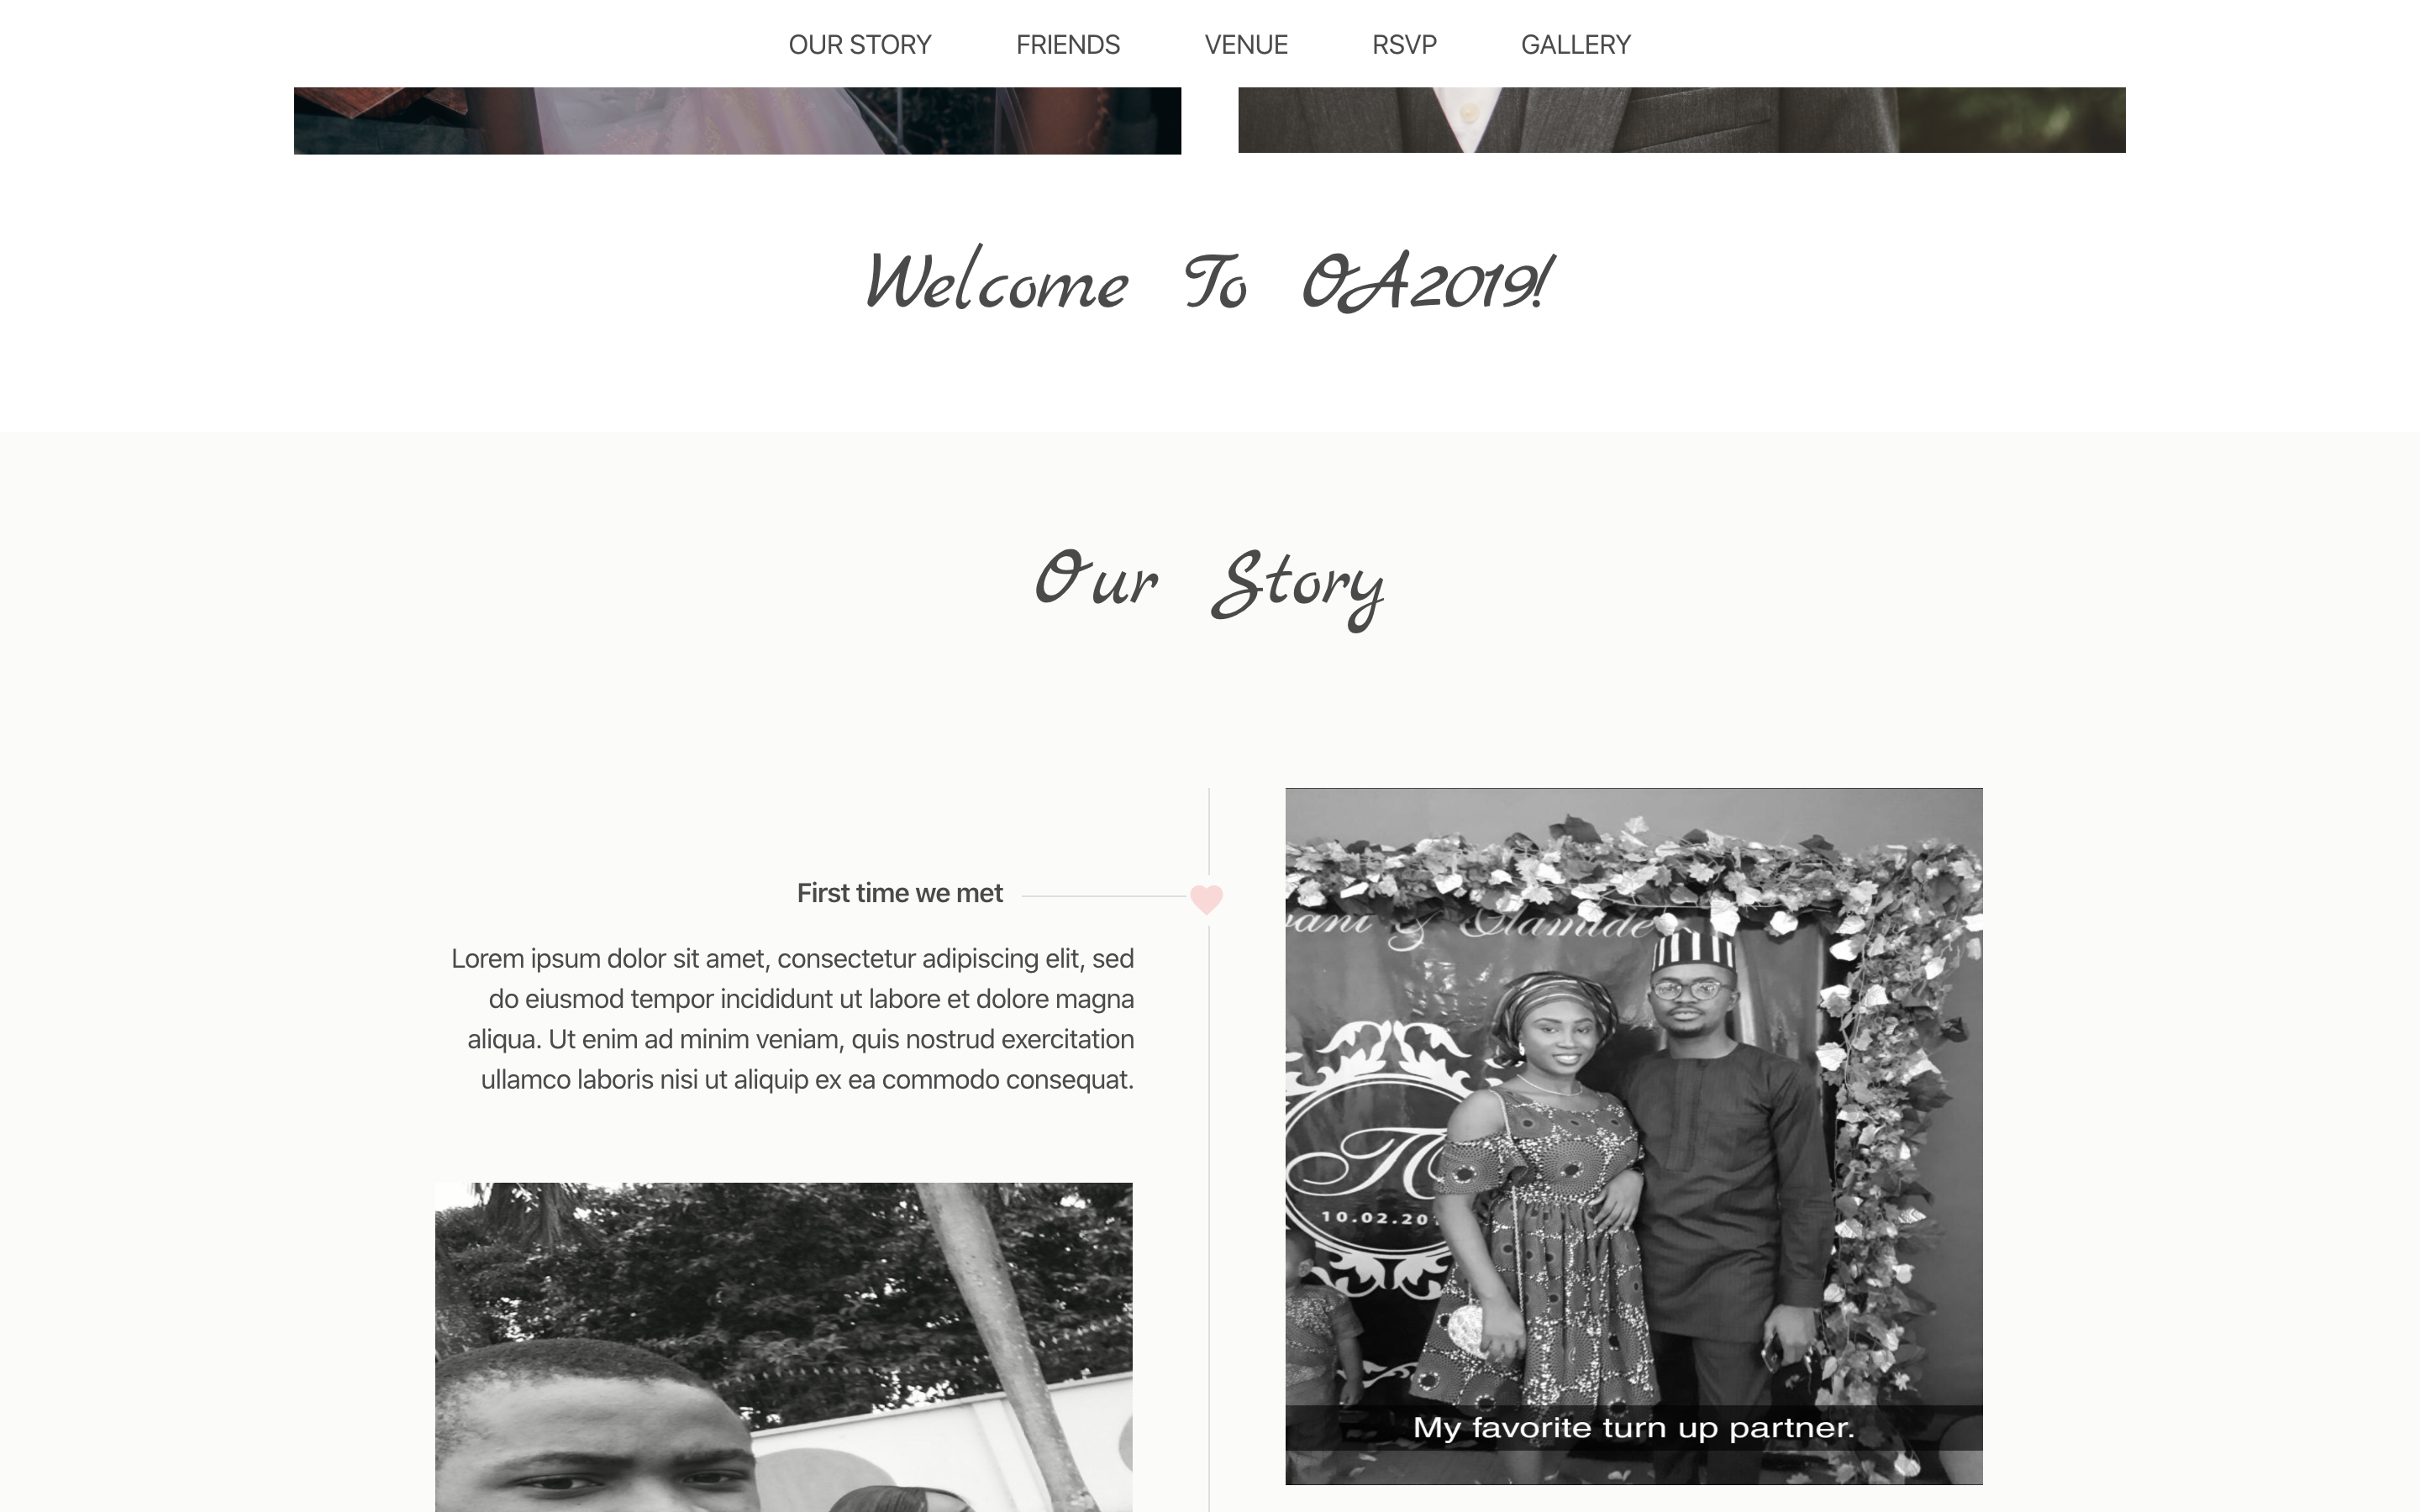 OUR STORY FRIENDS VENUE RSVP GALLERY
Welcome To OA2019!
Our Story
First time we met
Lorem ipsum dolor sit amet, consectetur adipiscing elit, sed
do eiusmod tempor incididunt ut labore et dolore magna
aliqua. Ut enim ad minim veniam, quis nostrud exercitation
ullamco laboris nisi ut aliquip ex ea commodo consequat.
& Olamide
10.02.20
My favorite turn up partner.